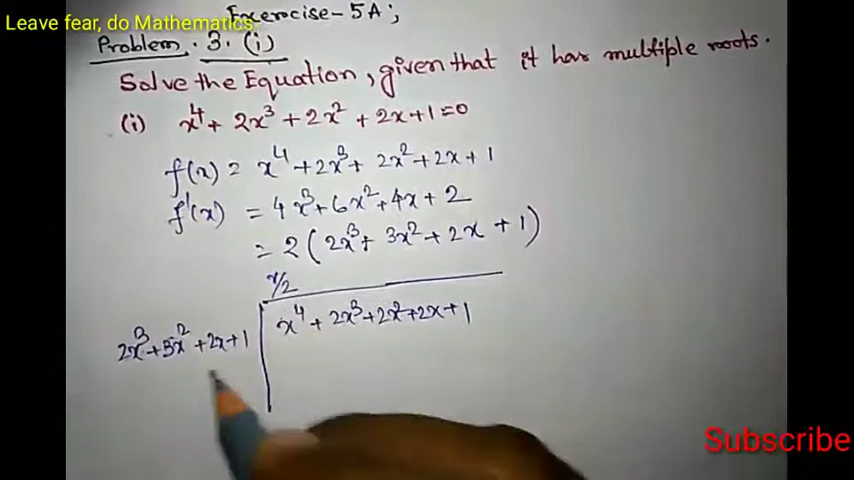 Exercise-5A;
Leave fear, do Mathematics
Problem. 3. (i)
Solve the Equation, given that it has multiple roots.
(i) x⁴ + 2x³ + 2x² + 2x + 1 = 0
f(x) = x⁴ + 2x³ + 2x² + 2x + 1
f'(x) = 4x³ + 6x² + 4x + 2
= 2(2x³ + 3x² + 2x + 1)
x/2
2x³ + 3x² + 2x + 1 | x⁴ + 2x³ + 2x² + 2x + 1
Subscribe